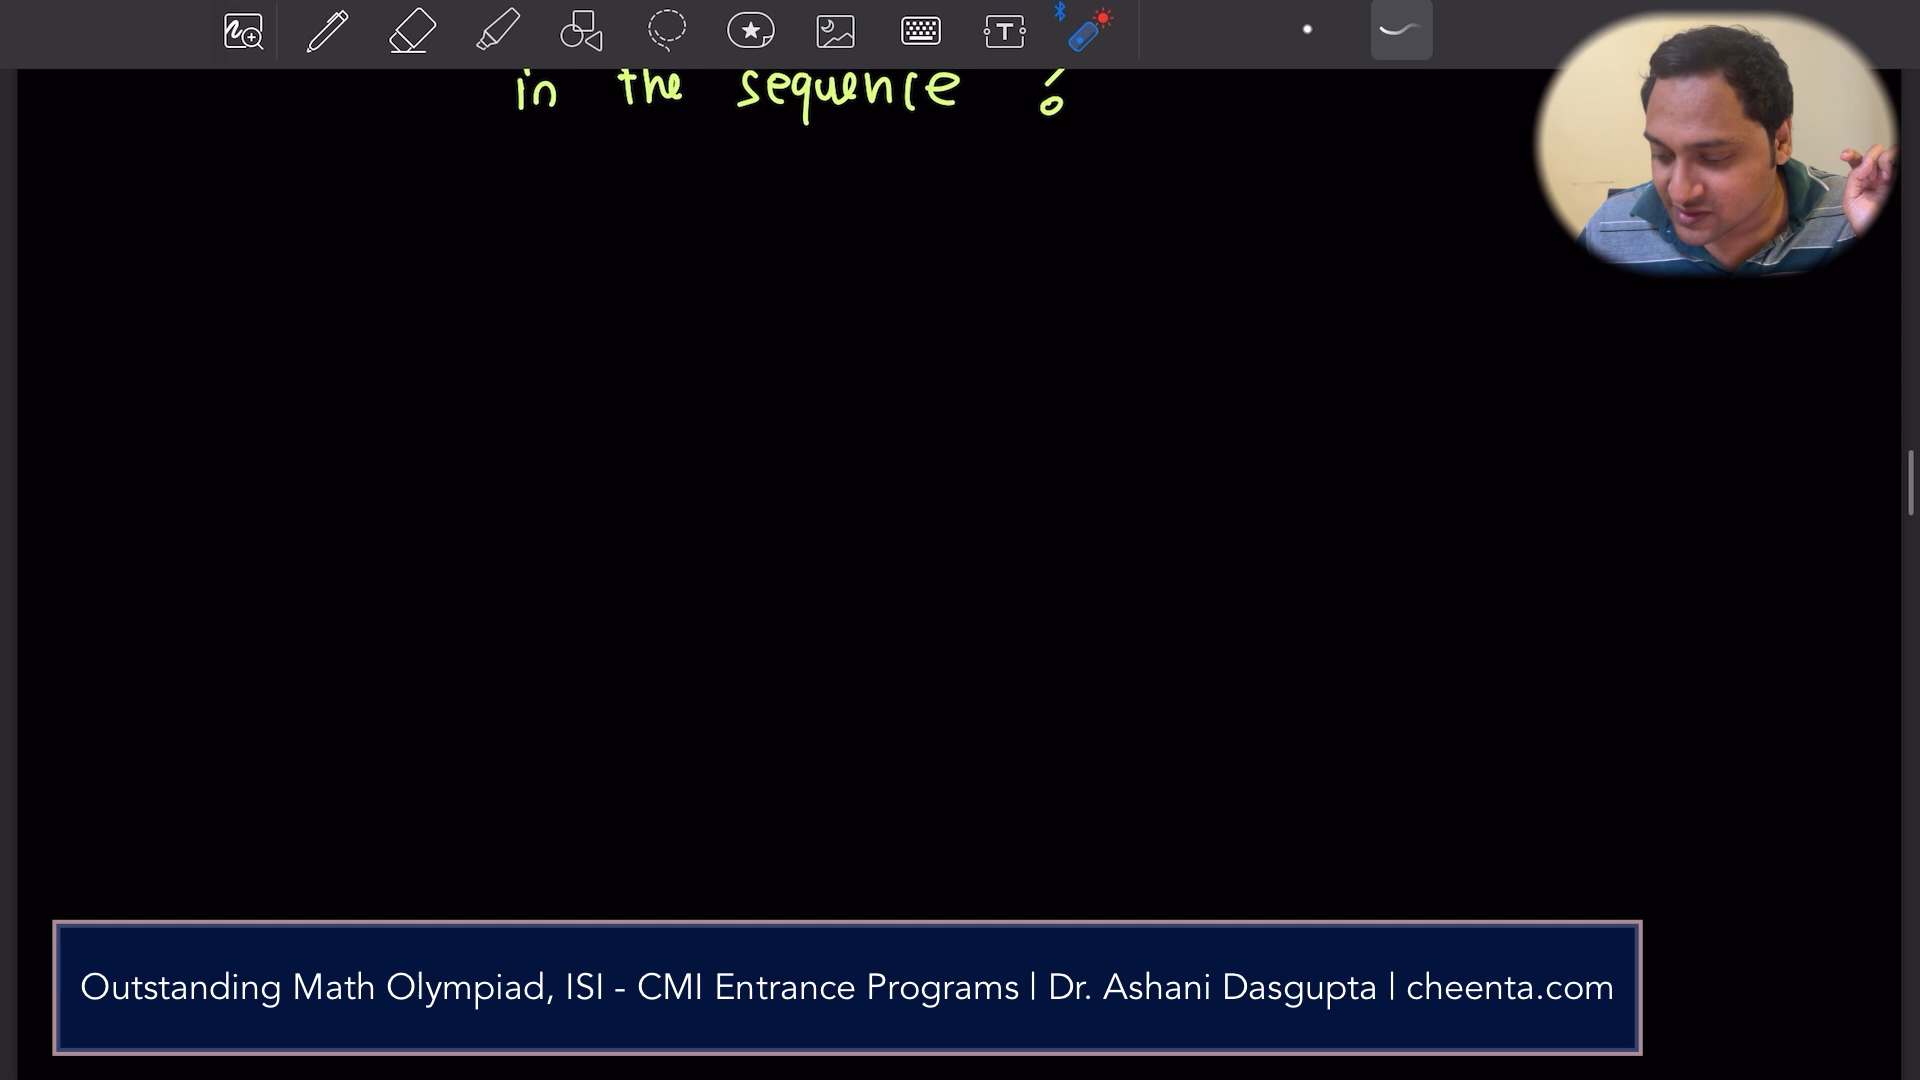 in the sequence ?
Outstanding Math Olympiad, ISI - CMI Entrance Programs | Dr. Ashani Dasgupta | cheenta.com